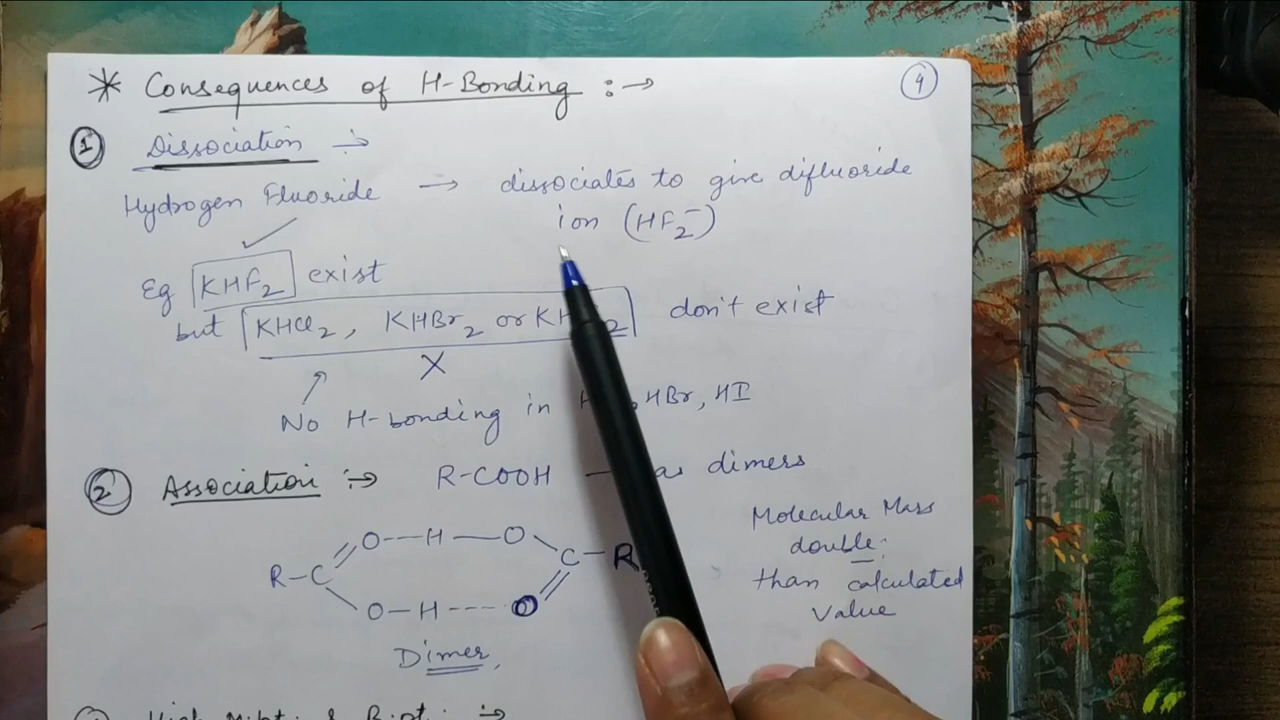 * Consequences of H-Bonding :→
4
① Dissociation :→
Hydrogen Fluoride → dissociates to give difluoride
ion (HF₂⁻)
Eg KHF₂ exist
but KHCl₂, KHBr₂ or don't exist
X
No H-bonding in HBr, HI
② Association :→ R-COOH — as dimers
Molecular Mass
double.
than calculated
value
O---H—O
R-C C-R
O-H---O
Dimer,